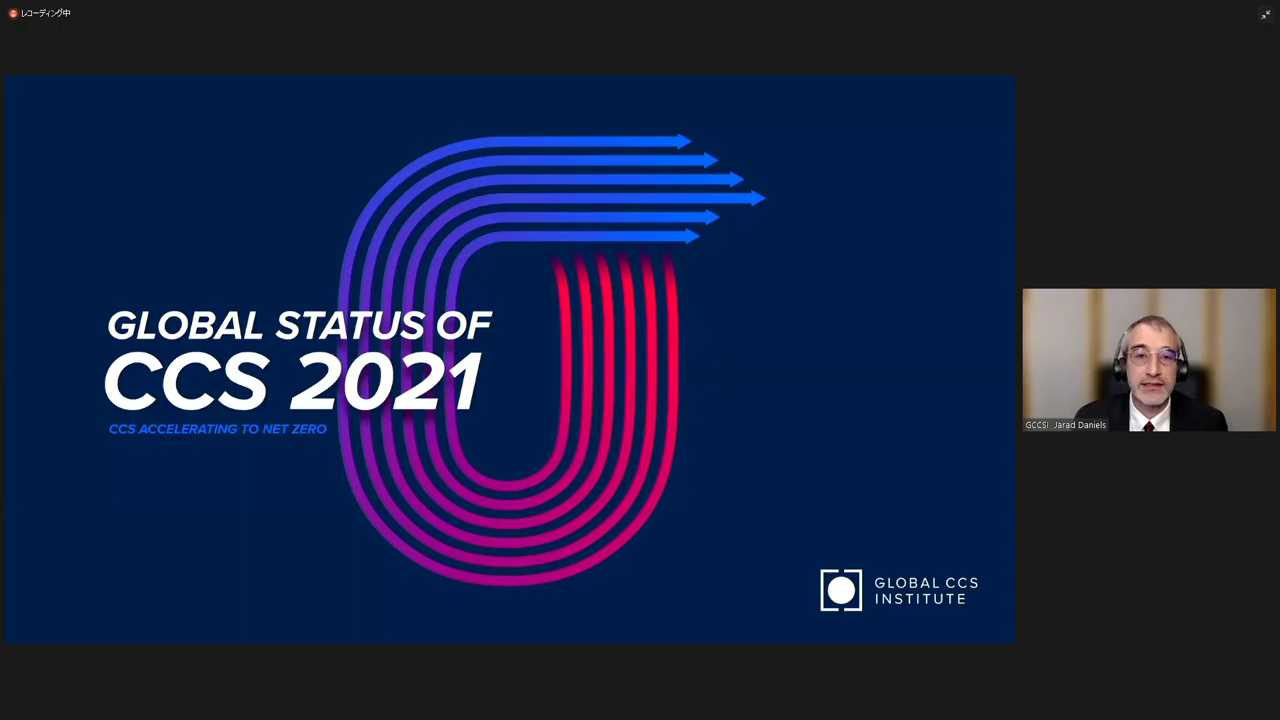 レコーディング中
GLOBAL STATUS OF
CCS 2021
CCS ACCELERATING TO NET ZERO
GLOBAL CCS
INSTITUTE
GCCSI Jarad Daniels